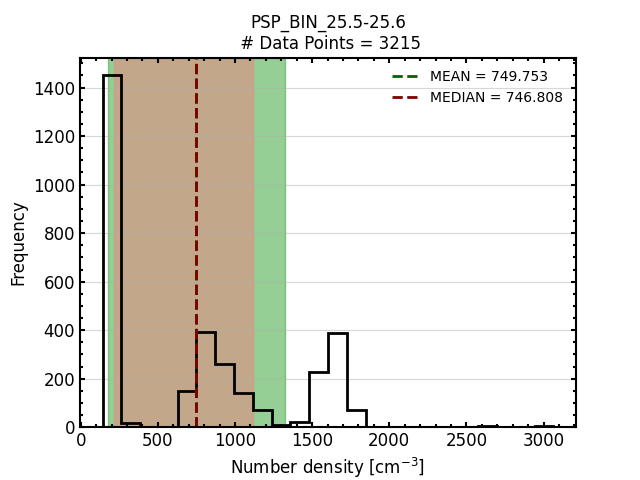 PSP_BIN_25.5-25.6
# Data Points = 3215
MEAN = 749.753
MEDIAN = 746.808
Frequency
1400
1200
1000
800
600
400
200
0
0 500 1000 1500 2000 2500 3000
Number density [cm⁻³]